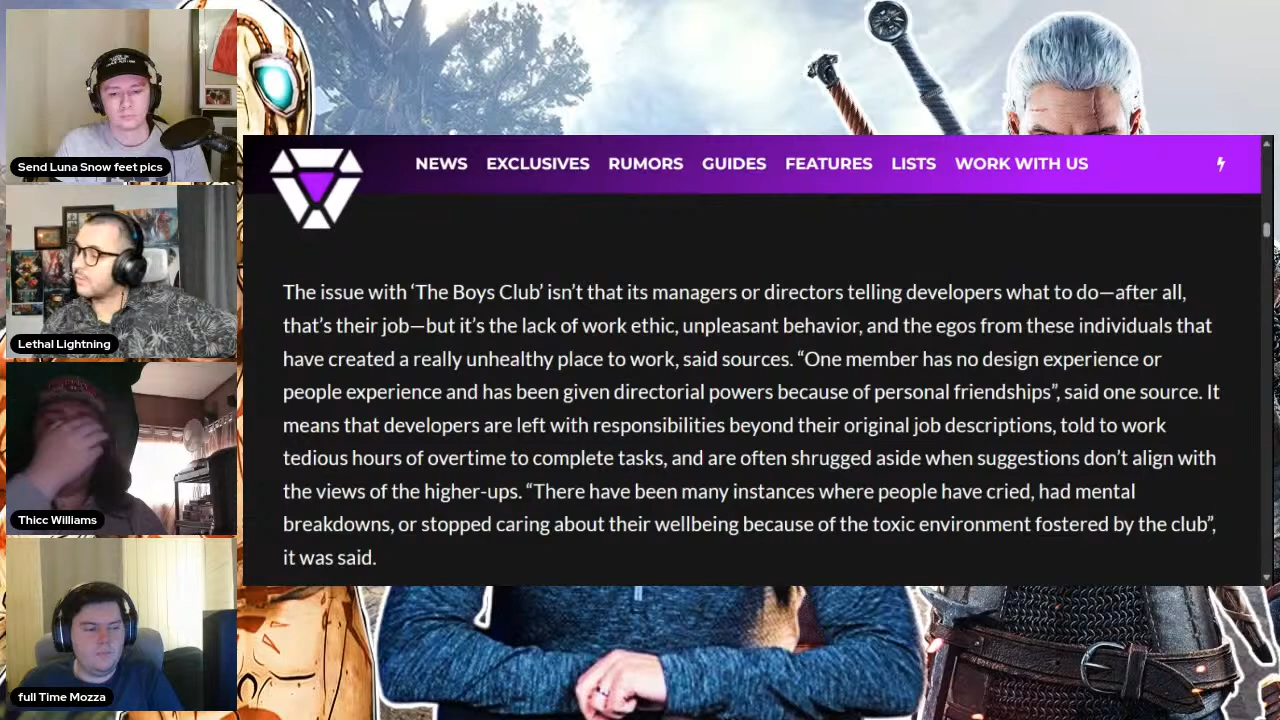 Send Luna Snow feet pics
Lethal Lightning
Thicc Williams
full Time Mozza
NEWS EXCLUSIVES RUMORS GUIDES FEATURES LISTS WORK WITH US
The issue with ‘The Boys Club’ isn’t that its managers or directors telling developers what to do—after all,
that’s their job—but it’s the lack of work ethic, unpleasant behavior, and the egos from these individuals that
have created a really unhealthy place to work, said sources. “One member has no design experience or
people experience and has been given directorial powers because of personal friendships”, said one source. It
means that developers are left with responsibilities beyond their original job descriptions, told to work
tedious hours of overtime to complete tasks, and are often shrugged aside when suggestions don’t align with
the views of the higher-ups. “There have been many instances where people have cried, had mental
breakdowns, or stopped caring about their wellbeing because of the toxic environment fostered by the club”,
it was said.